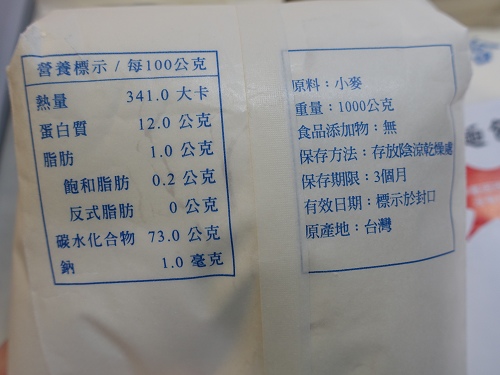 營養標示 / 每100公克
熱量 341.0 大卡
蛋白質 12.0 公克
脂肪 1.0 公克
飽和脂肪 0.2 公克
反式脂肪 0 公克
碳水化合物 73.0 公克
鈉 1.0 毫克
原料：小麥
重量：1000公克
食品添加物：無
保存方法：存放陰涼乾燥處
保存期限：3個月
有效日期：標示於封口
原產地：台灣